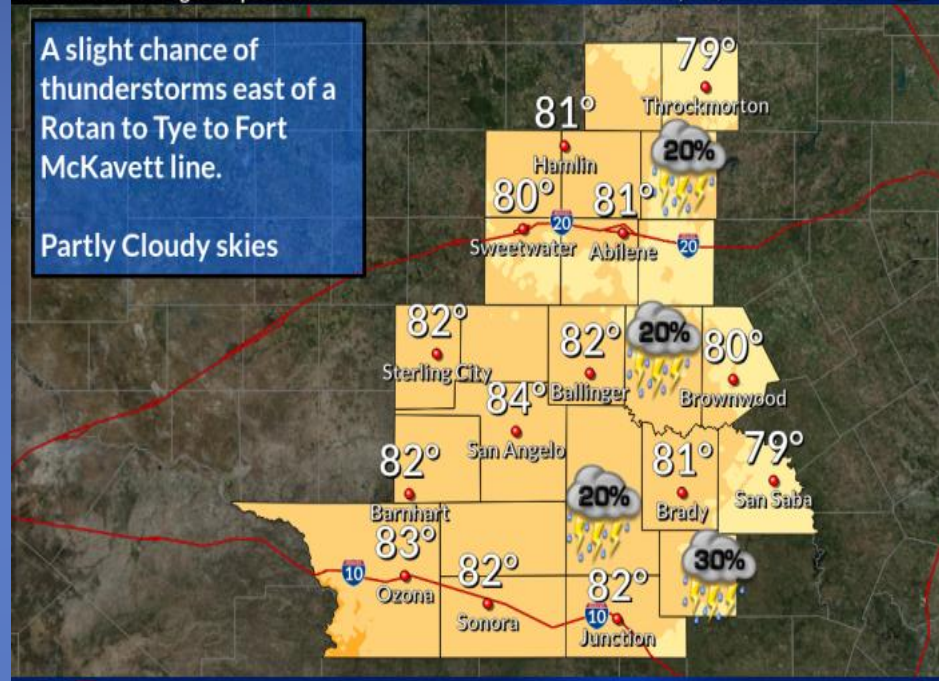 A slight chance of
thunderstorms east of a
Rotan to Tye to Fort
McKavett line.
Partly Cloudy skies
79°
Throckmorton
81°
Hamlin
20%
80°
Sweetwater
20
81°
Abilene
20
82°
Sterling City
82°
Ballinger
20%
80°
Brownwood
84°
San Angelo
82°
Barnhart
20%
81°
Brady
79°
San Saba
10
83°
Ozona
82°
Sonora
10
82°
Junction
30%